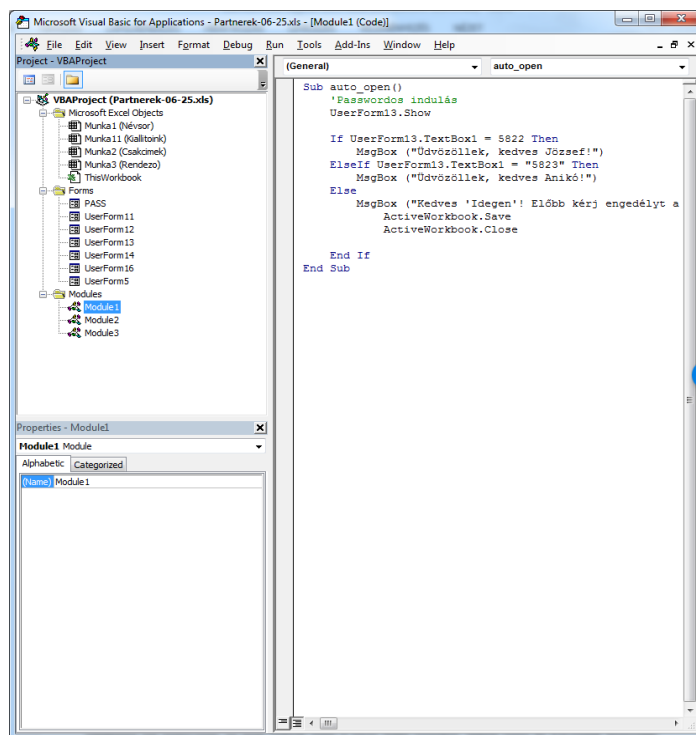 Microsoft Visual Basic for Applications - Partnerek-06-25.xls - [Module1 (Code)]
File Edit View Insert Format Debug Run Tools Add-Ins Window Help
Project - VBAProject
VBAProject (Partnerek-06-25.xls)
Microsoft Excel Objects
Munka1 (Névsor)
Munka11 (Kiallitoink)
Munka2 (Csakcimek)
Munka3 (Rendezo)
ThisWorkbook
Forms
PASS
UserForm11
UserForm12
UserForm13
UserForm14
UserForm16
UserForm5
Modules
Module1
Module2
Module3
Properties - Module1
Module1 Module
Alphabetic Categorized
(Name) Module1
(General) auto_open
Sub auto_open()
'Passwordos indulás
UserForm13.Show
If UserForm13.TextBox1 = 5822 Then
MsgBox ("Üdvözöllek, kedves József!")
ElseIf UserForm13.TextBox1 = "5823" Then
MsgBox ("Üdvözöllek, kedves Anikó!")
Else
MsgBox ("Kedves 'Idegen'! Előbb kérj engedélyt a
ActiveWorkbook.Save
ActiveWorkbook.Close
End If
End Sub